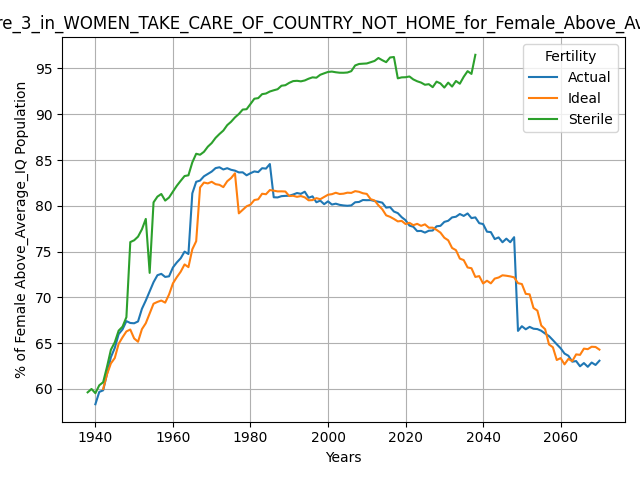 re_3_in_WOMEN_TAKE_CARE_OF_COUNTRY_NOT_HOME_for_Female_Above_Av
% of Female Above_Average_IQ Population
95
90
85
80
75
70
65
60
Fertility
Actual
Ideal
Sterile
1940 1960 1980 2000 2020 2040 2060
Years